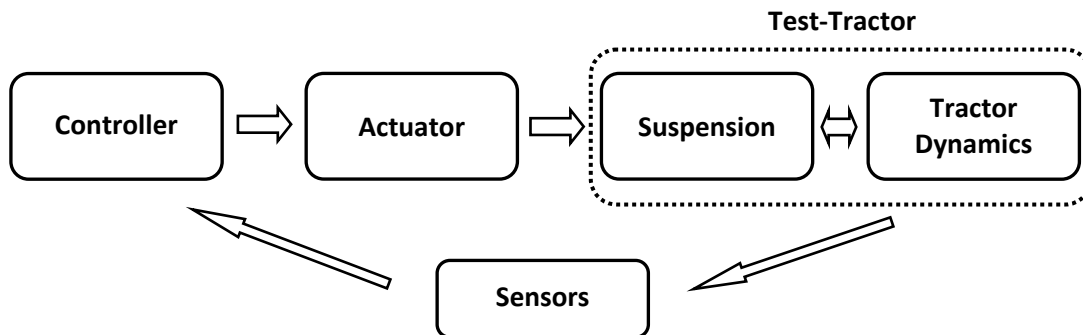 Test-Tractor
Controller
Actuator
Suspension
Tractor
Dynamics
Sensors